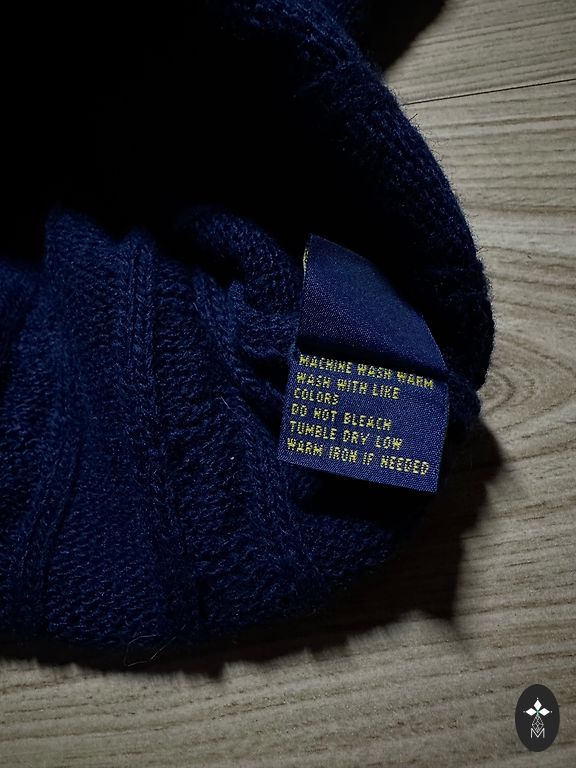 MACHINE WASH WARM
WASH WITH LIKE
COLORS
DO NOT BLEACH
TUMBLE DRY LOW
WARM IRON IF NEEDED
M